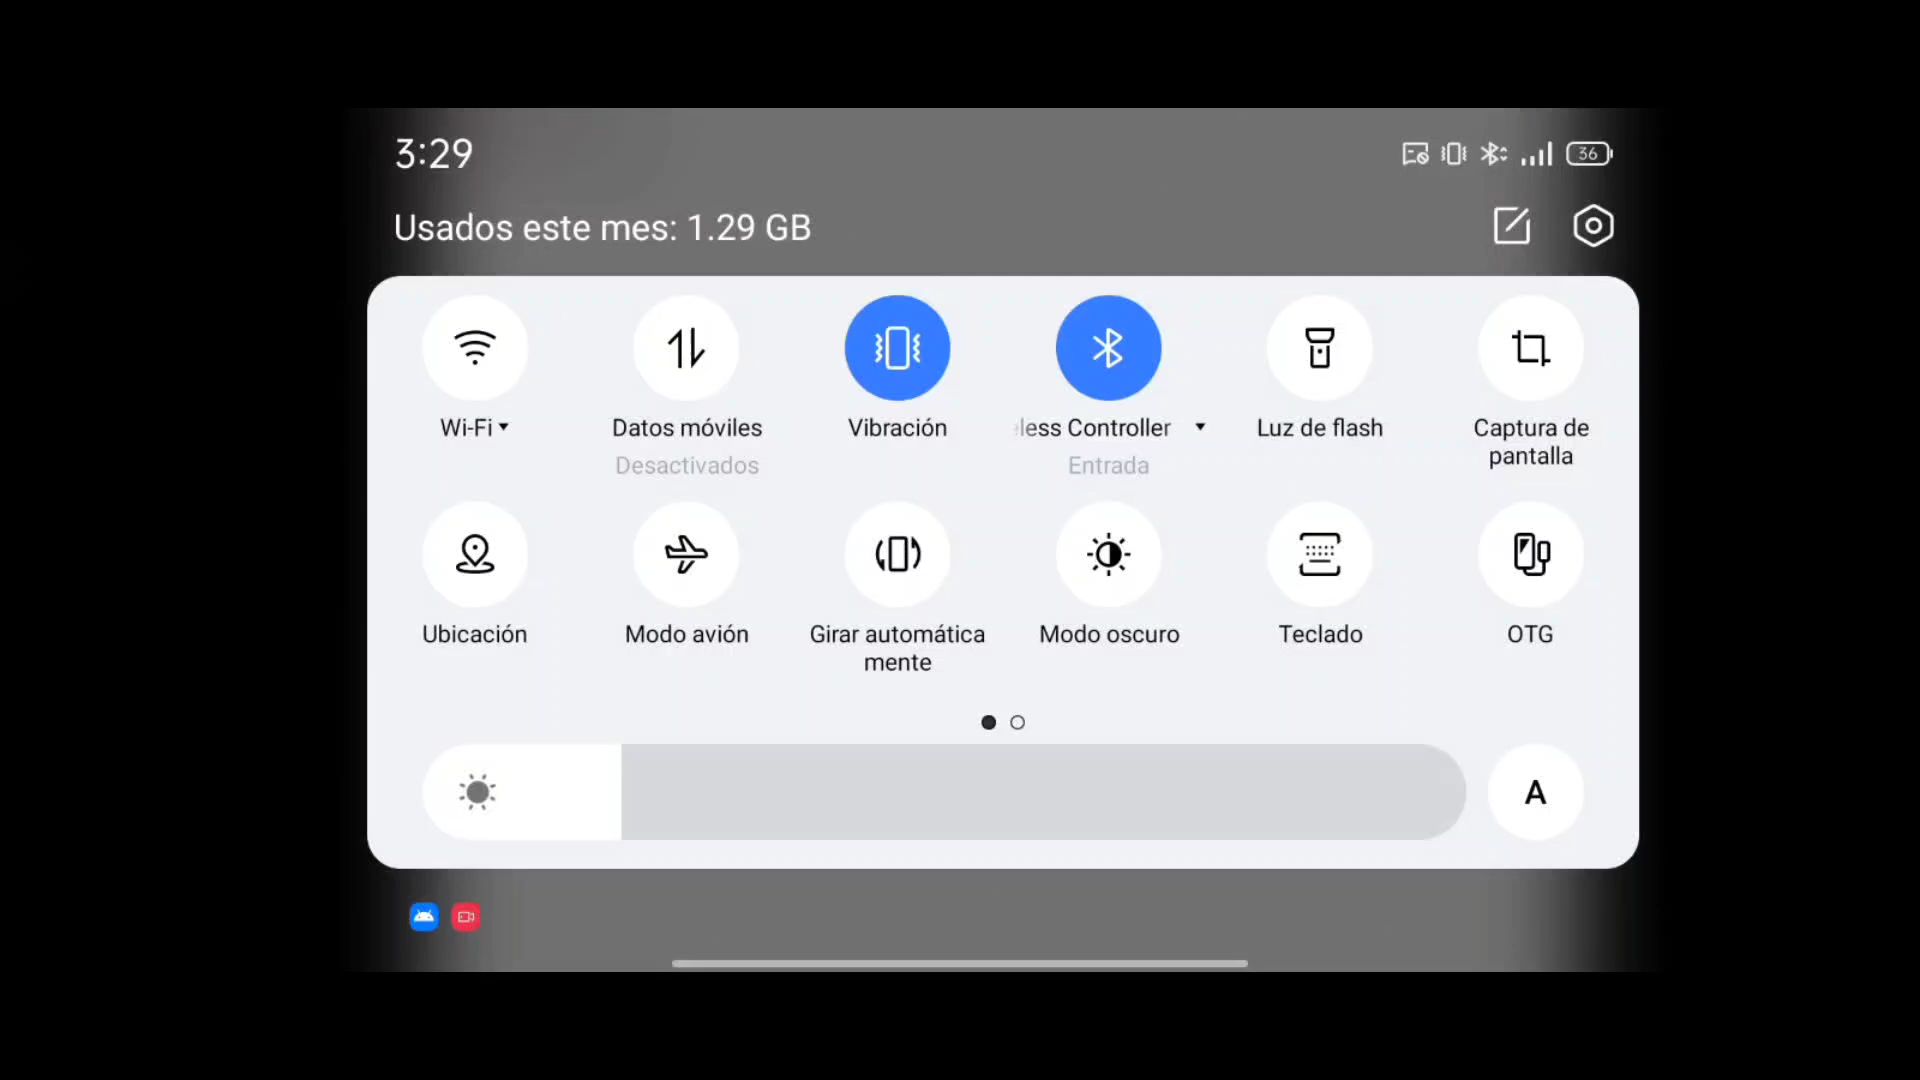 3:29
36
Usados este mes: 1.29 GB
Wi-Fi
Datos móviles
Desactivados
Vibración
less Controller
Entrada
Luz de flash
Captura de
pantalla
Ubicación
Modo avión
Girar automática
mente
Modo oscuro
Teclado
OTG
A